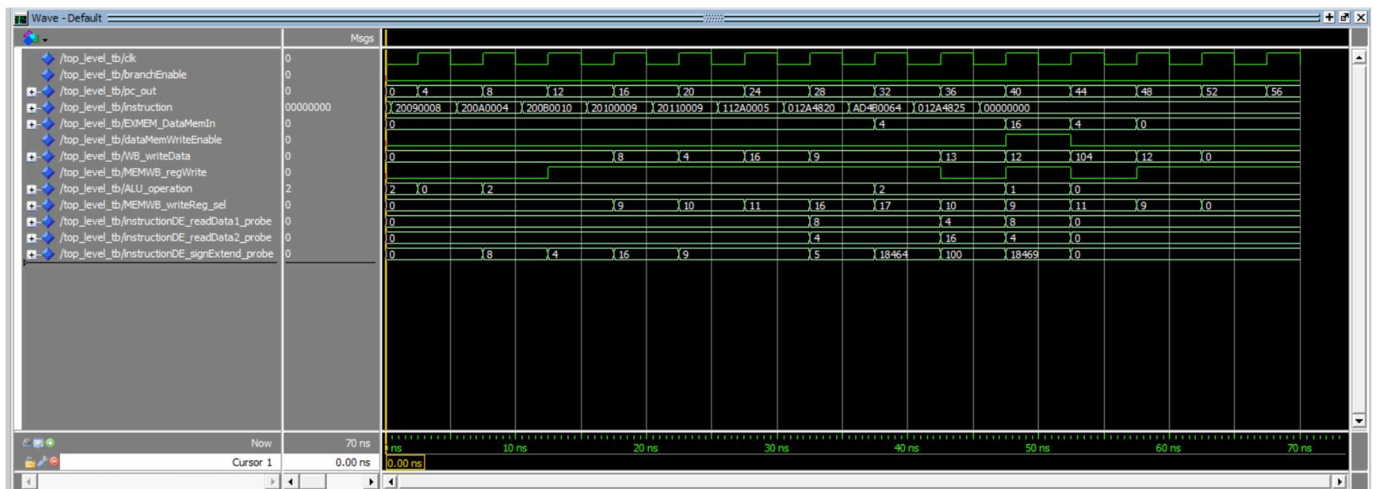 Wave - Default
Msgs
/top_level_tb/clk 0
/top_level_tb/branchEnable 0
/top_level_tb/pc_out 0 0 4 8 12 16 20 24 28 32 36 40 44 48 52 56
/top_level_tb/instruction 00000000 20090008 200A0004 200B0010 20100009 20110009 112A0005 012A4820 AD4B0064 012A4825 00000000
/top_level_tb/EXMEM_DataMemIn 0 0 4 16 4 0
/top_level_tb/dataMemWriteEnable 0
/top_level_tb/WB_writeData 0 0 8 4 16 9 13 12 104 12 0
/top_level_tb/MEMWB_regWrite 0
/top_level_tb/ALU_operation 2 2 0 2 2 1 0
/top_level_tb/MEMWB_writeReg_sel 0 0 9 10 11 16 17 10 9 11 9 0
/top_level_tb/instructionDE_readData1_probe 0 0 8 4 8 0
/top_level_tb/instructionDE_readData2_probe 0 0 4 16 4 0
/top_level_tb/instructionDE_signExtend_probe 0 0 8 4 16 9 5 18464 100 18469 0
Now 70 ns ns 10 ns 20 ns 30 ns 40 ns 50 ns 60 ns 70 ns
Cursor 1 0.00 ns 0.00 ns